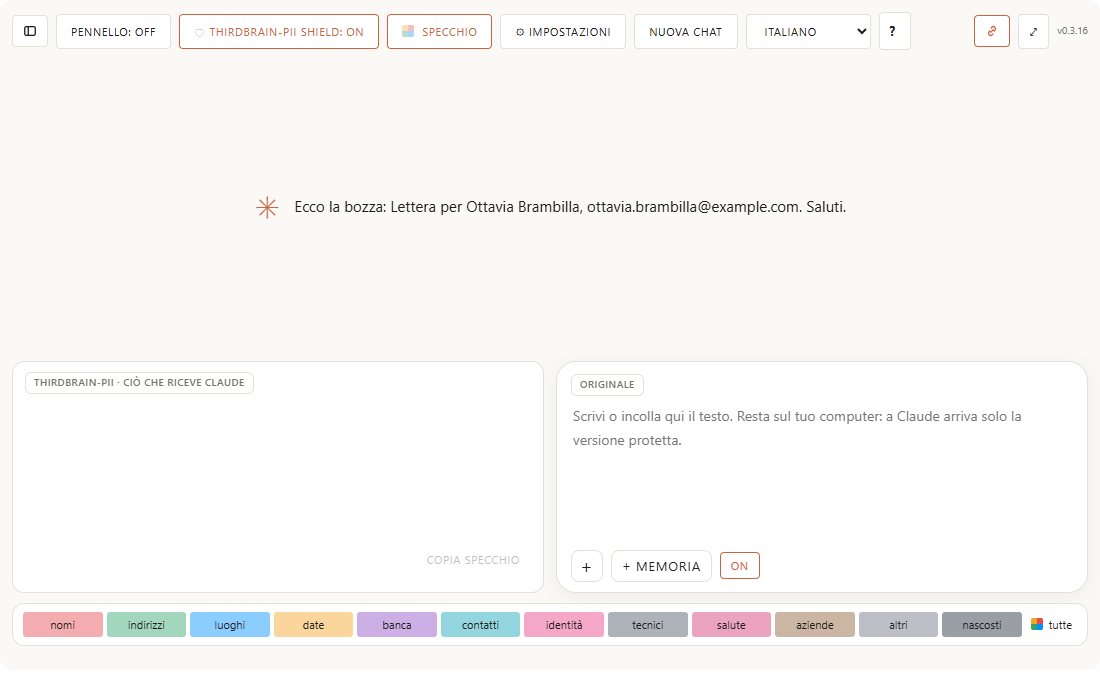 PENNELLO: OFF
THIRDBRAIN-PII SHIELD: ON
SPECCHIO
IMPOSTAZIONI
NUOVA CHAT
ITALIANO
?
v0.3.16
Ecco la bozza: Lettera per Ottavia Brambilla, ottavia.brambilla@example.com. Saluti.
THIRDBRAIN-PII · CIÒ CHE RICEVE CLAUDE
COPIA SPECCHIO
ORIGINALE
Scrivi o incolla qui il testo. Resta sul tuo computer: a Claude arriva solo la
versione protetta.
+
+ MEMORIA
ON
nomi
indirizzi
luoghi
date
banca
contatti
identità
tecnici
salute
aziende
altri
nascosti
tutte